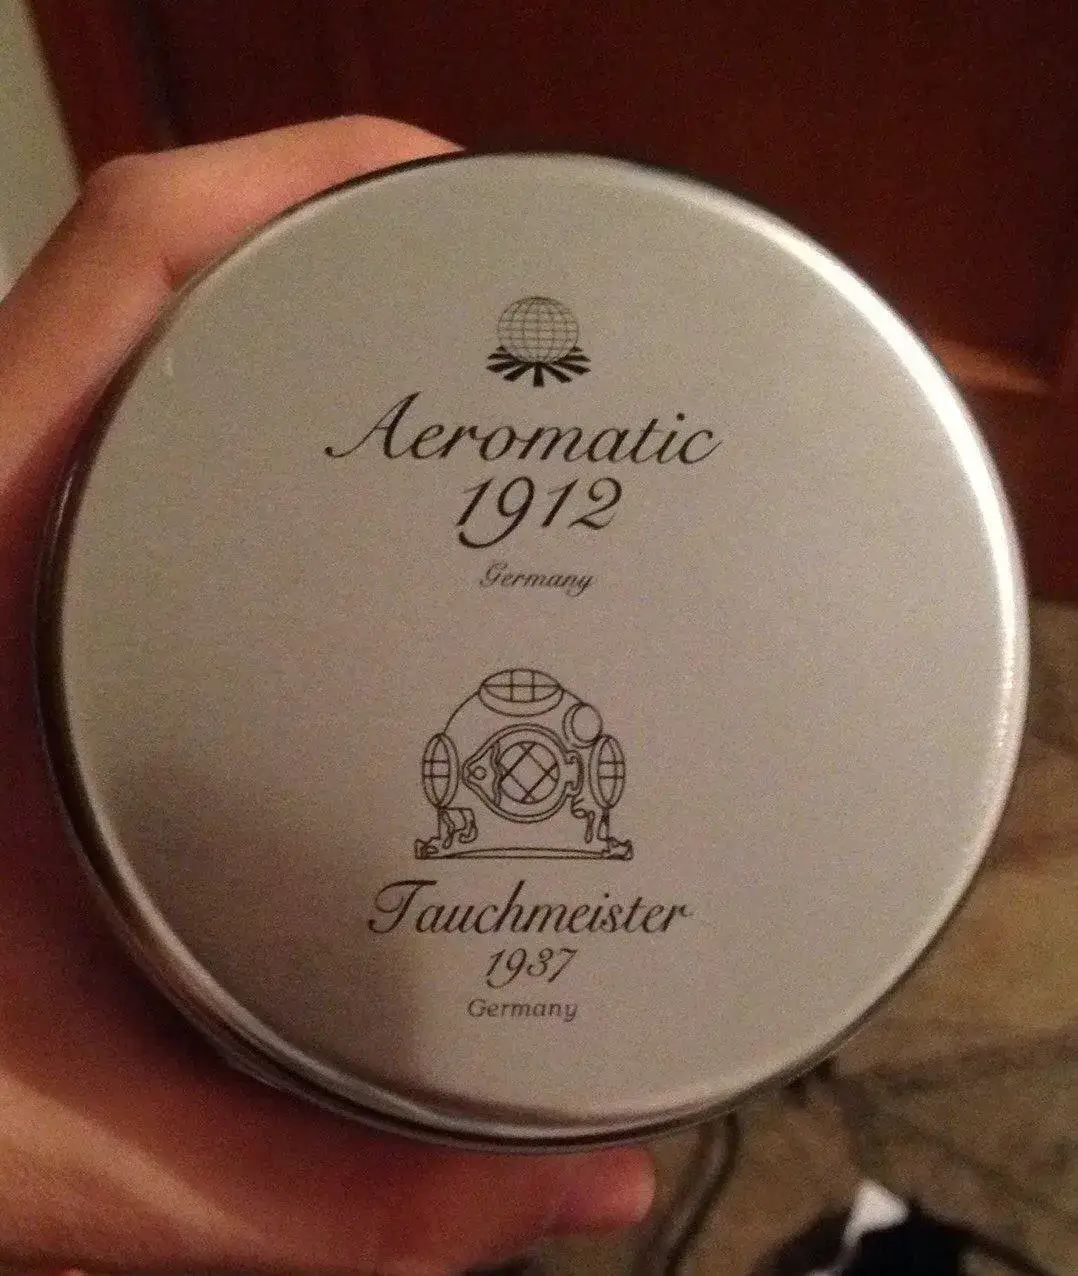 Aeromatic
1912
Germany
Tauchmeister
1937
Germany